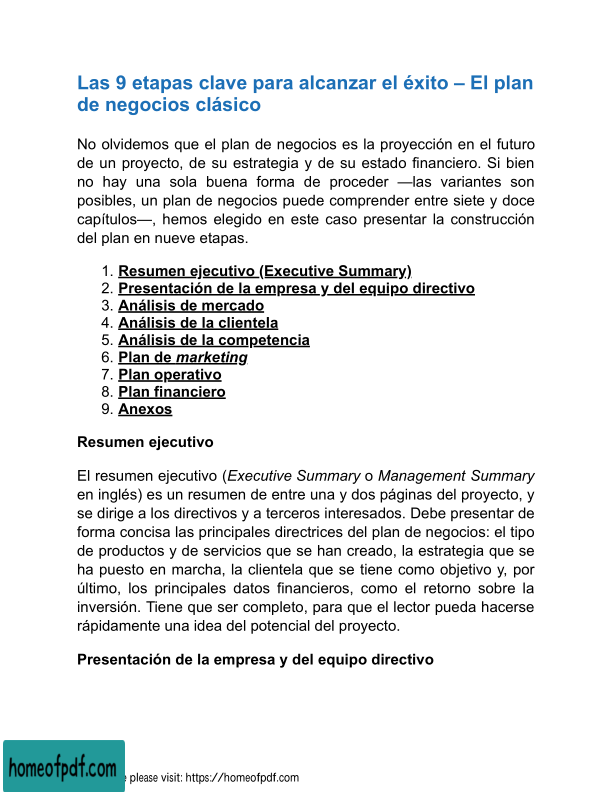 Las 9 etapas clave para alcanzar el éxito – El plan
de negocios clásico
No olvidemos que el plan de negocios es la proyección en el futuro
de un proyecto, de su estrategia y de su estado financiero. Si bien
no hay una sola buena forma de proceder —las variantes son
posibles, un plan de negocios puede comprender entre siete y doce
capítulos—, hemos elegido en este caso presentar la construcción
del plan en nueve etapas.
1. Resumen ejecutivo (Executive Summary)
2. Presentación de la empresa y del equipo directivo
3. Análisis de mercado
4. Análisis de la clientela
5. Análisis de la competencia
6. Plan de marketing
7. Plan operativo
8. Plan financiero
9. Anexos
Resumen ejecutivo
El resumen ejecutivo (Executive Summary o Management Summary
en inglés) es un resumen de entre una y dos páginas del proyecto, y
se dirige a los directivos y a terceros interesados. Debe presentar de
forma concisa las principales directrices del plan de negocios: el tipo
de productos y de servicios que se han creado, la estrategia que se
ha puesto en marcha, la clientela que se tiene como objetivo y, por
último, los principales datos financieros, como el retorno sobre la
inversión. Tiene que ser completo, para que el lector pueda hacerse
rápidamente una idea del potencial del proyecto.
Presentación de la empresa y del equipo directivo
homeofpdf.com
please visit: https://homeofpdf.com